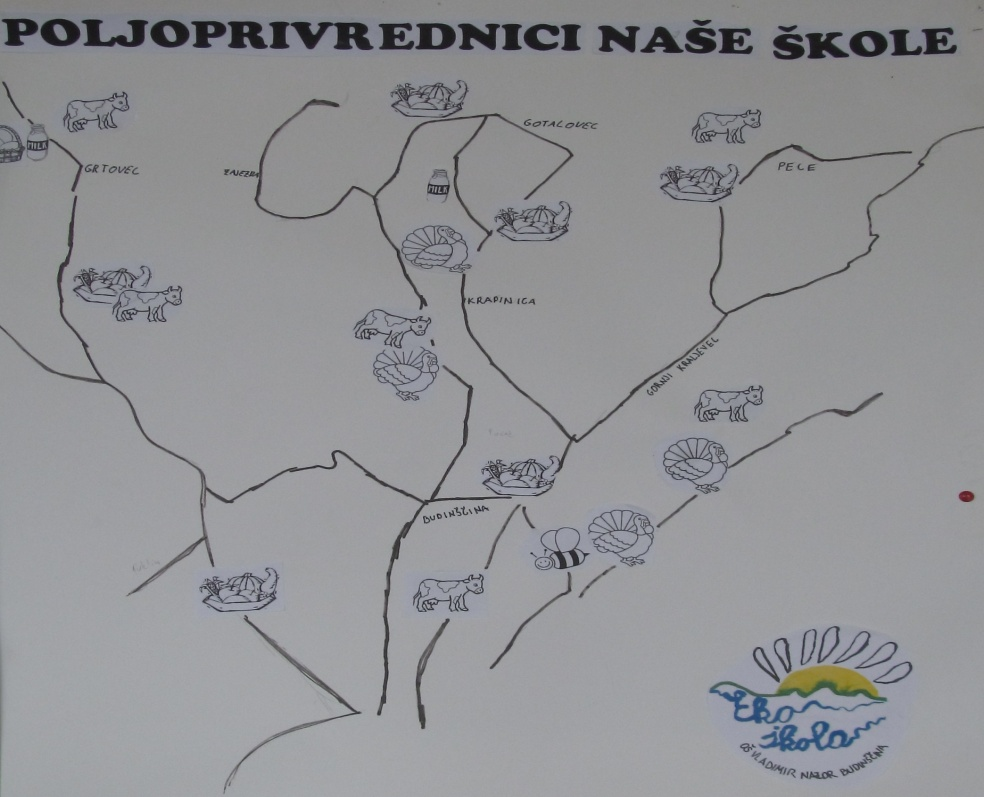 POLJOPRIVREDNICI NAŠE ŠKOLE
GOTALOVEC
MILK
GRTOVEC
PECE
MILK
KRAPINICA
GORNJI KRALJEVEC
BUDINŠĆINA
Eko
škola
OŠ VLADIMIR NAZOR BUDINŠĆINA